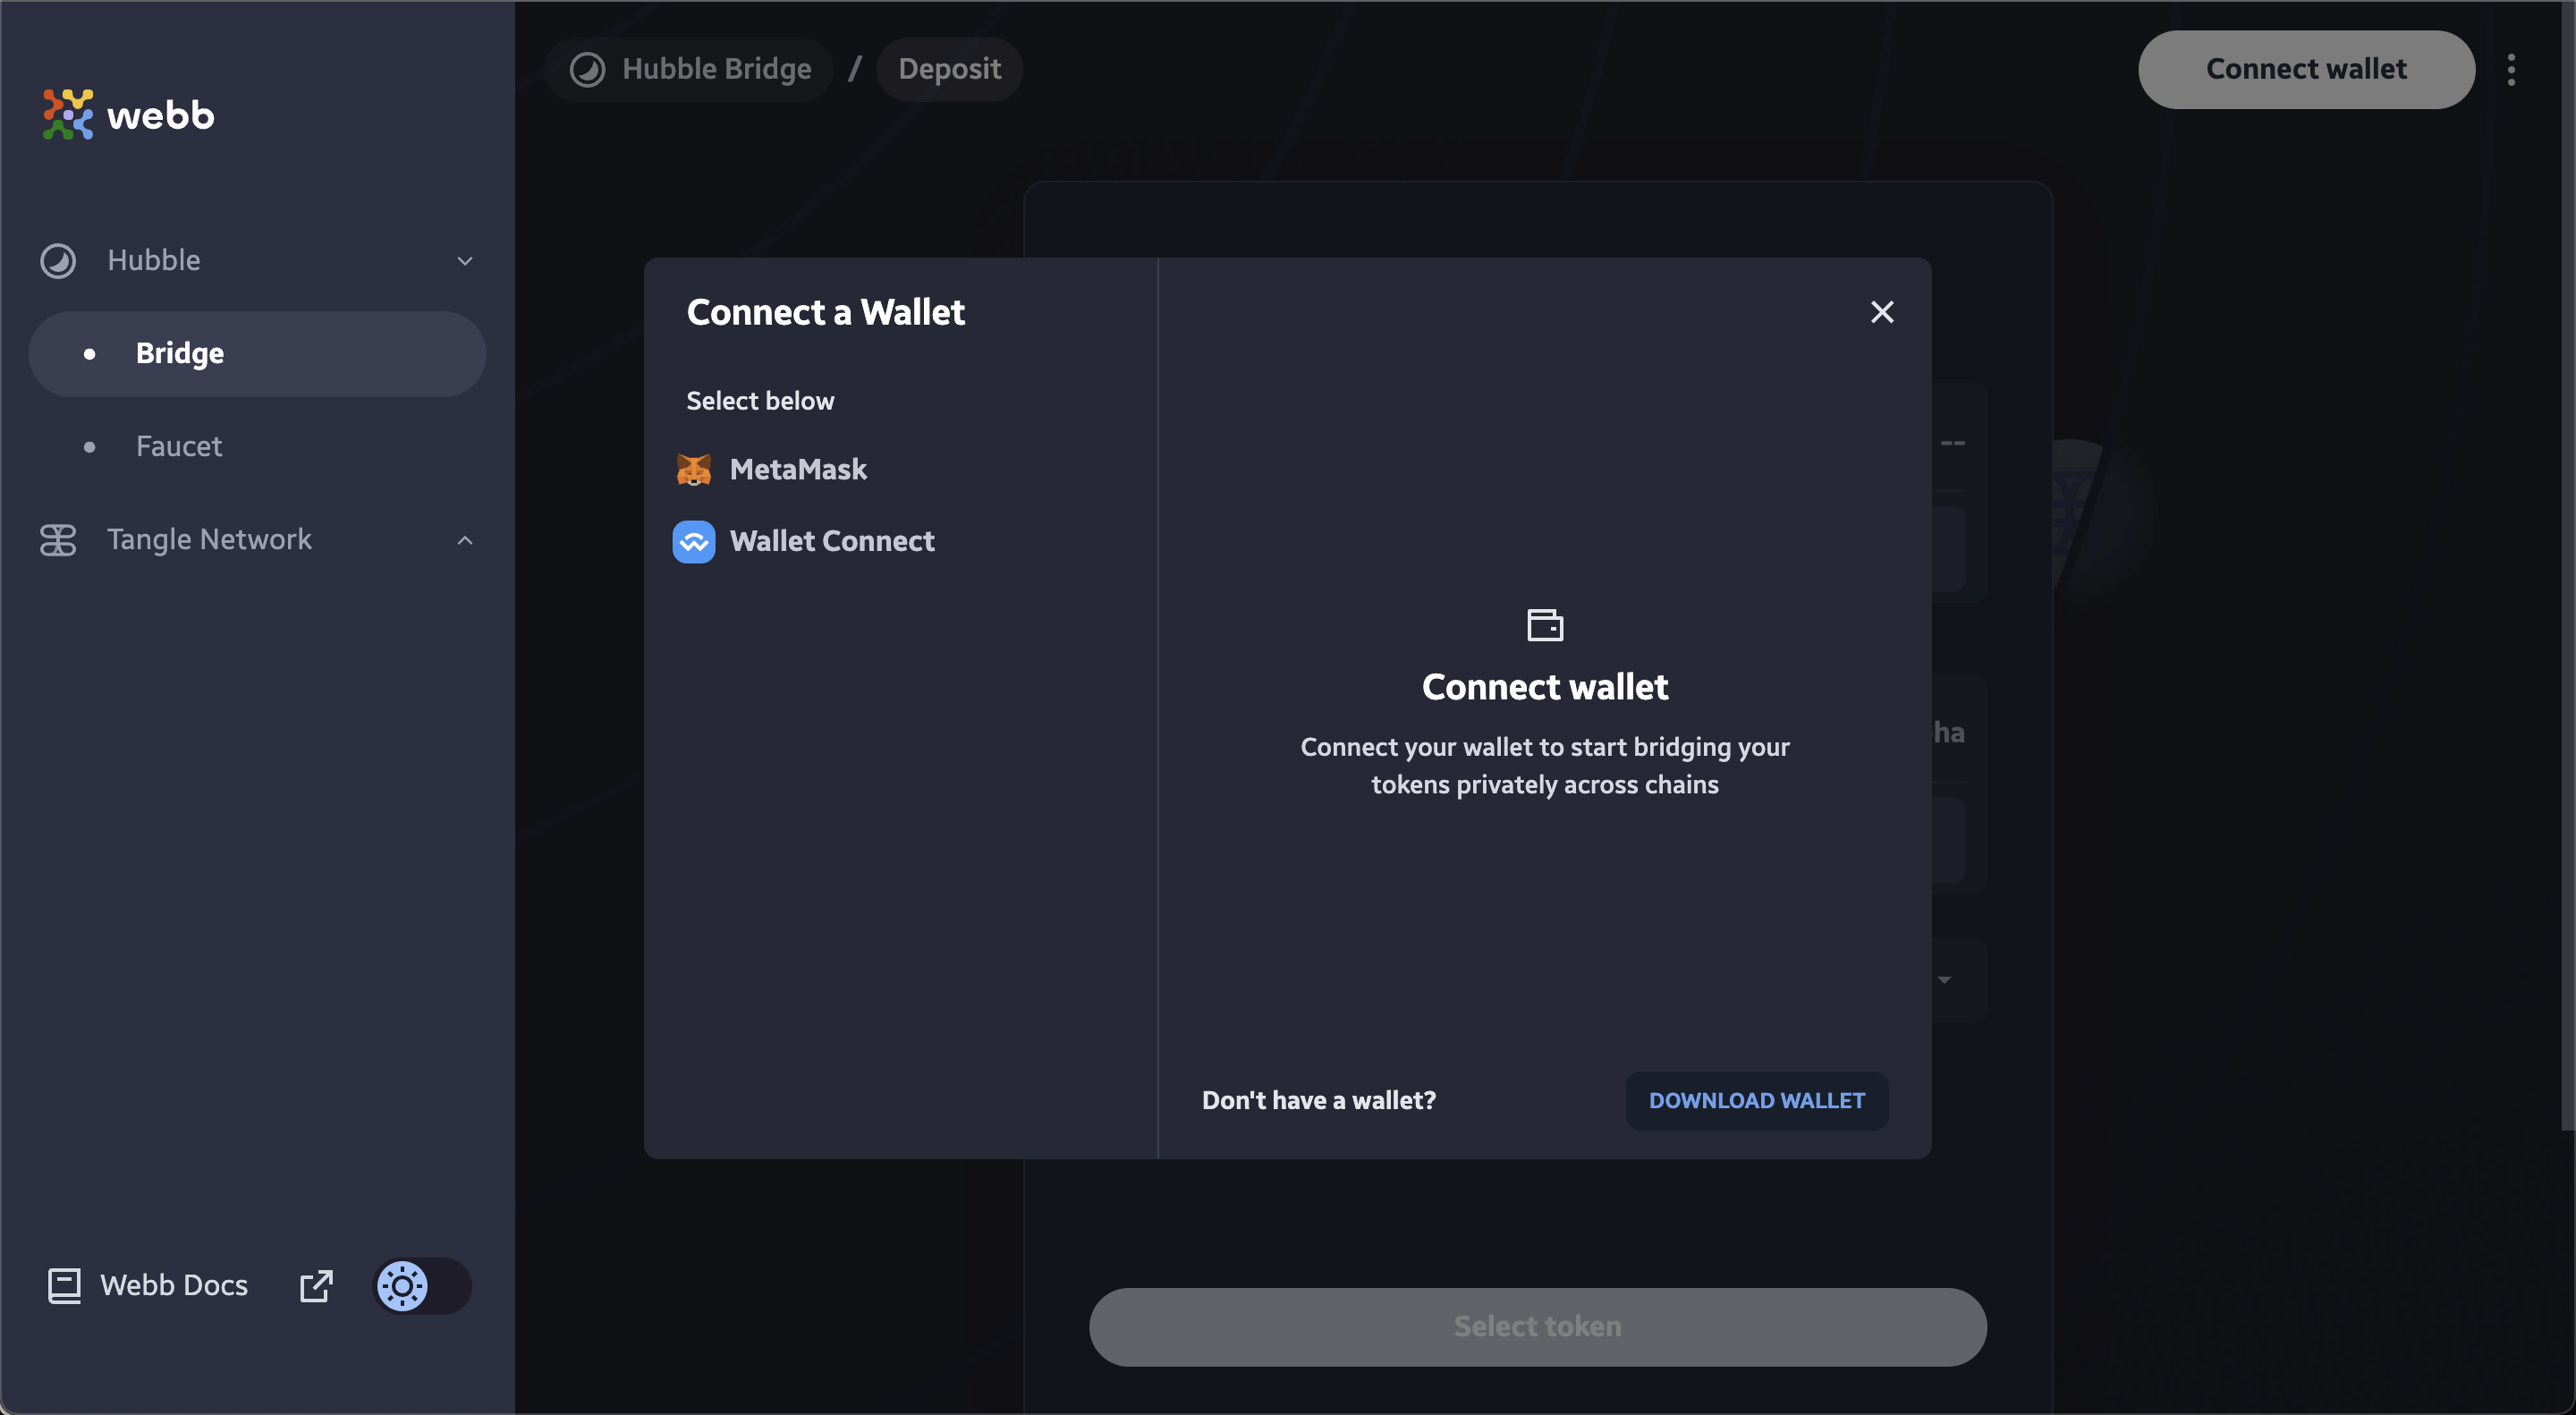 webb
Hubble
Bridge
Faucet
Tangle Network
Webb Docs
Hubble Bridge / Deposit
Connect wallet
Connect a Wallet
Select below
MetaMask
Wallet Connect
Connect wallet
Connect your wallet to start bridging your
tokens privately across chains
Don't have a wallet?
DOWNLOAD WALLET
--
Select token